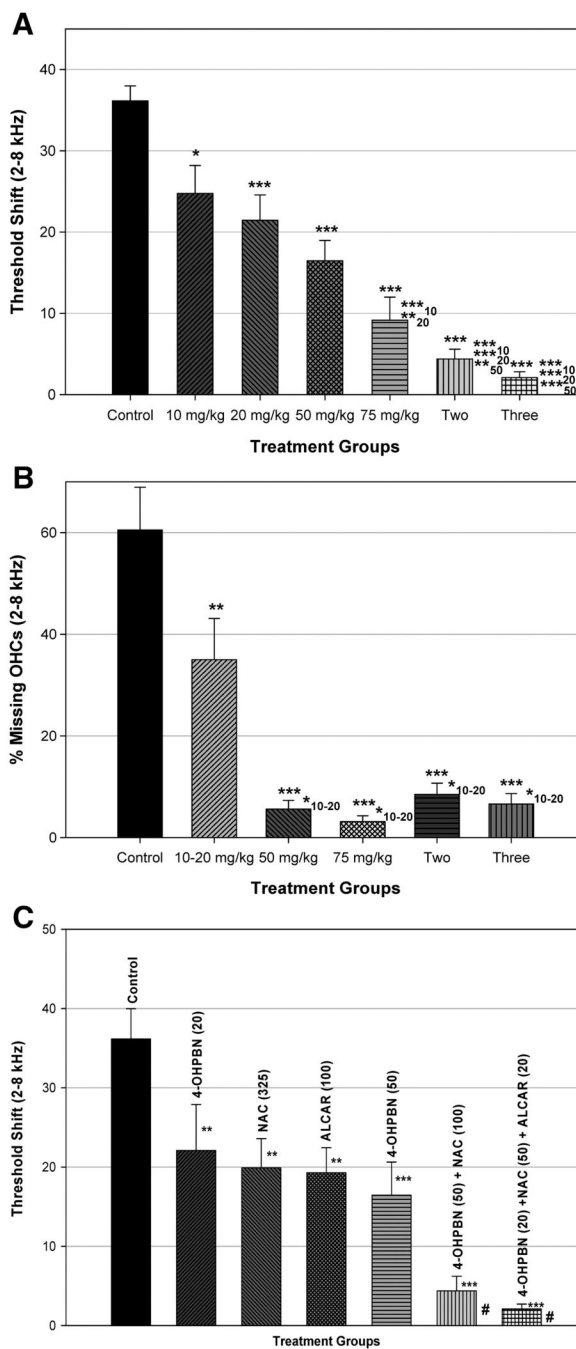 A
Threshold Shift (2-8 kHz)
40
30
20
10
0
*
***
***
***
***10
**20
***
***10
***20
**50
***
***10
***20
***50
Control 10 mg/kg 20 mg/kg 50 mg/kg 75 mg/kg Two Three
Treatment Groups
B
% Missing OHCs (2-8 kHz)
60
40
20
0
**
***
*10-20
***
*10-20
***
*10-20
***
*10-20
Control 10-20 mg/kg 50 mg/kg 75 mg/kg Two Three
Treatment Groups
C
Threshold Shift (2-8 kHz)
50
40
30
20
10
0
Control
4-OHPBN (20)
**
NAC (325)
**
ALCAR (100)
**
4-OHPBN (50)
***
4-OHPBN (50) + NAC (100)
***
#
4-OHPBN (20) +NAC (50) + ALCAR (20)
***
#
Treatment Groups